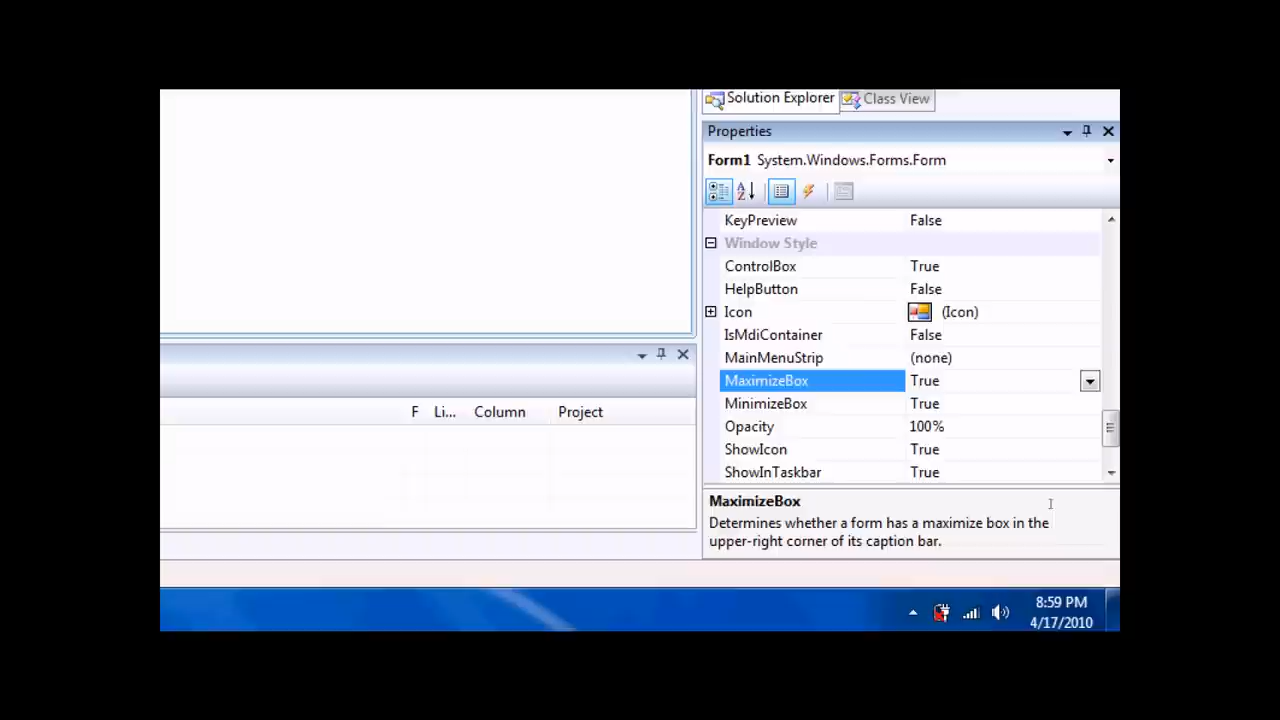 Solution Explorer Class View
Properties
Form1 System.Windows.Forms.Form
KeyPreview False
Window Style
ControlBox True
HelpButton False
Icon (Icon)
IsMdiContainer False
MainMenuStrip (none)
MaximizeBox True
MinimizeBox True
Opacity 100%
ShowIcon True
ShowInTaskbar True
MaximizeBox
Determines whether a form has a maximize box in the
upper-right corner of its caption bar.
F Li... Column Project
8:59 PM
4/17/2010